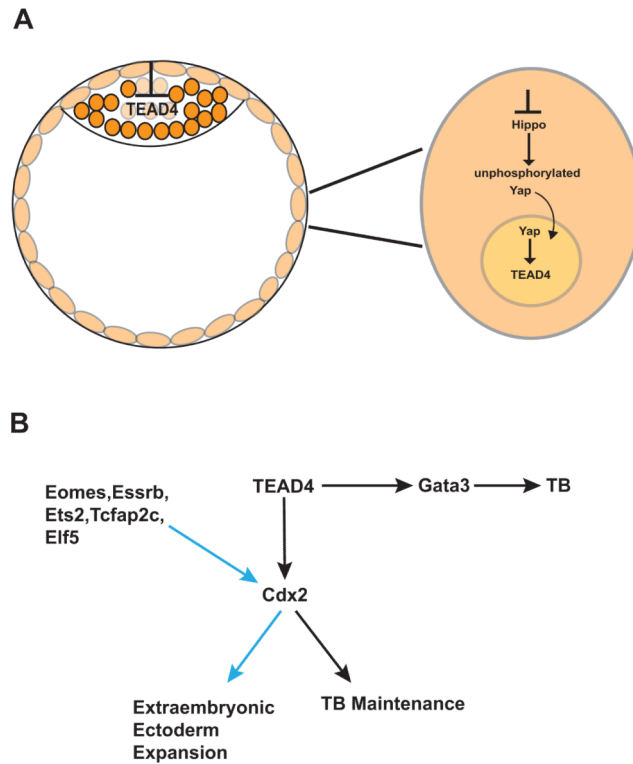 A
TEAD4
Hippo
unphosphorylated
Yap
Yap
TEAD4
B
Eomes,Essrb,
Ets2,Tcfap2c,
Elf5
TEAD4
Gata3
TB
Cdx2
Extraembryonic
Ectoderm
Expansion
TB Maintenance